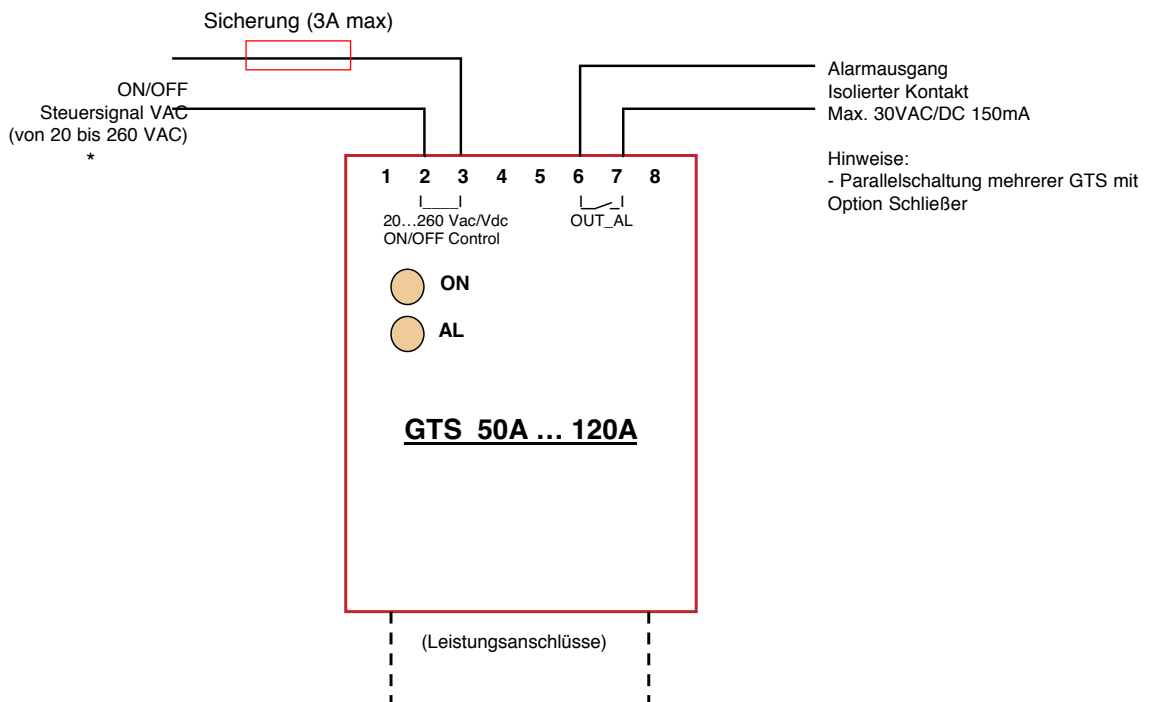 Sicherung (3A max)
ON/OFF
Steuersignal VAC
(von 20 bis 260 VAC)
*
Alarmausgang
Isolierter Kontakt
Max. 30VAC/DC 150mA
Hinweise:
- Parallelschaltung mehrerer GTS mit
Option Schließer
1 2 3 4 5 6 7 8
20…260 Vac/Vdc
ON/OFF Control
OUT_AL
ON
AL
GTS 50A … 120A
(Leistungsanschlüsse)